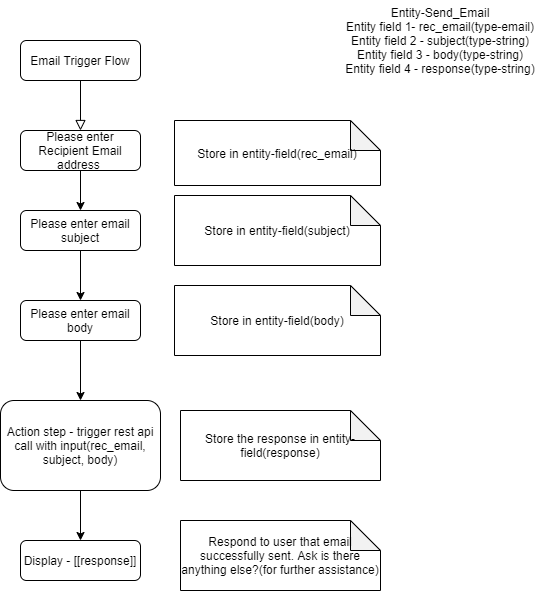 Entity-Send_Email
Entity field 1- rec_email(type-email)
Entity field 2 - subject(type-string)
Entity field 3 - body(type-string)
Entity field 4 - response(type-string)
Email Trigger Flow
Please enter
Recipient Email
address
Store in entity-field(rec_email)
Please enter email
subject
Store in entity-field(subject)
Please enter email
body
Store in entity-field(body)
Action step - trigger rest api
call with input(rec_email,
subject, body)
Store the response in entity-
field(response)
Display - [[response]]
Respond to user that email
successfully sent. Ask is there
anything else?(for further assistance)